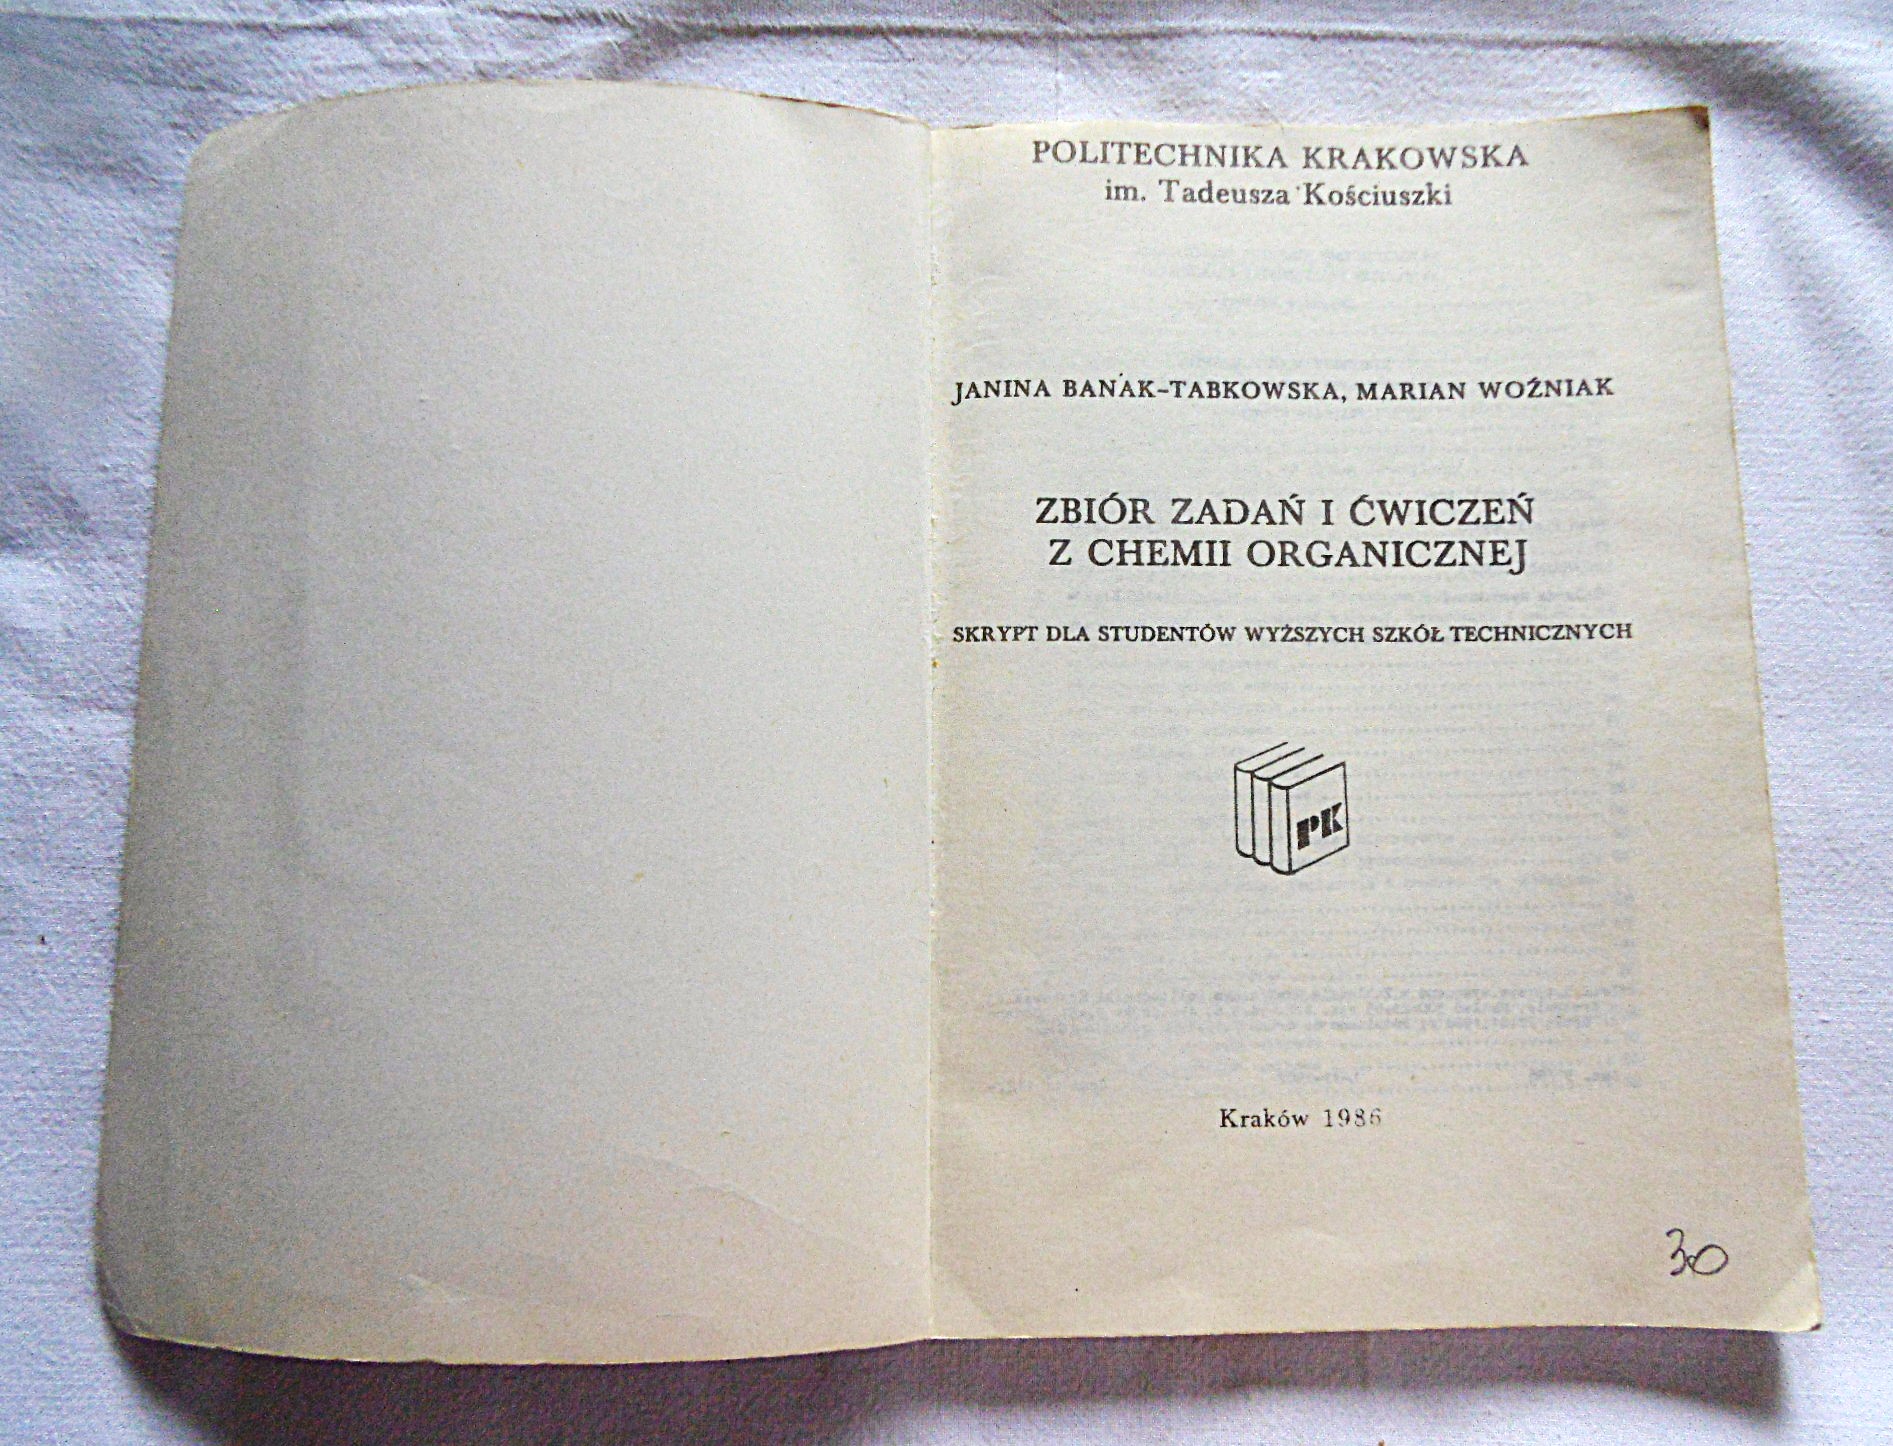 POLITECHNIKA KRAKOWSKA
im. Tadeusza Kościuszki
JANINA BANAK-TABKOWSKA, MARIAN WOŹNIAK
ZBIÓR ZADAŃ I ĆWICZEŃ
Z CHEMII ORGANICZNEJ
SKRYPT DLA STUDENTÓW WYŻSZYCH SZKÓŁ TECHNICZNYCH
PK
Kraków 1986
30